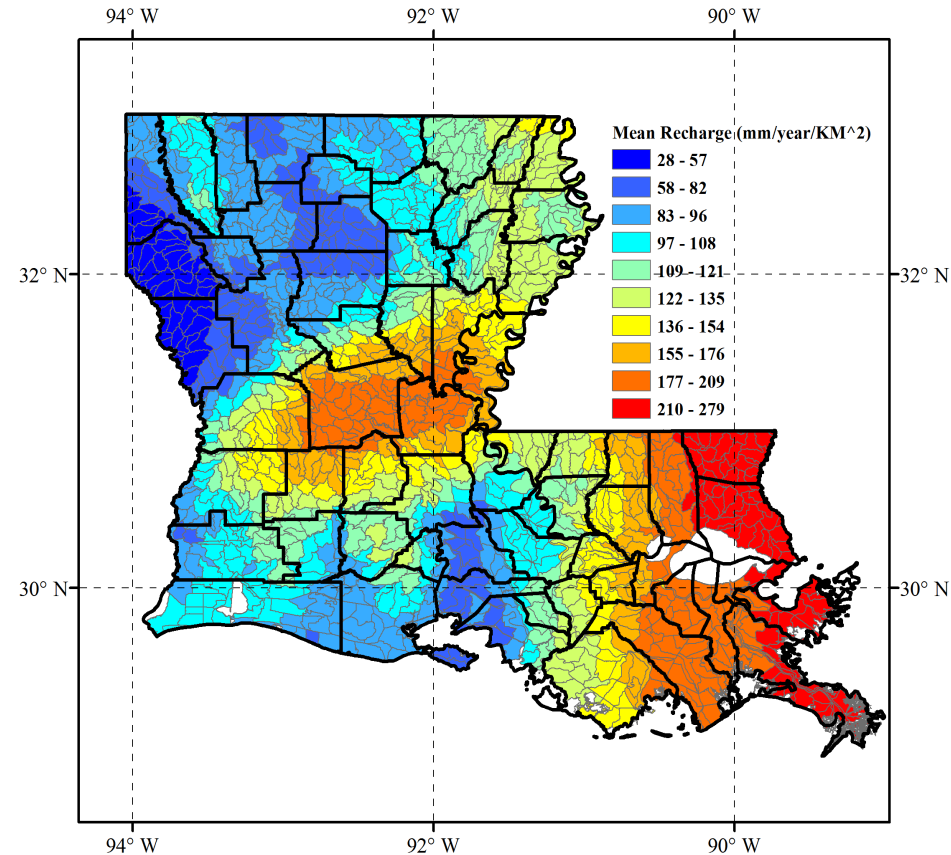 94° W 92° W 90° W
Mean Recharge (mm/year/KM^2)
28 - 57
58 - 82
83 - 96
97 - 108
32° N 109 - 121 32° N
122 - 135
136 - 154
155 - 176
177 - 209
210 - 279
30° N 30° N
94° W 92° W 90° W